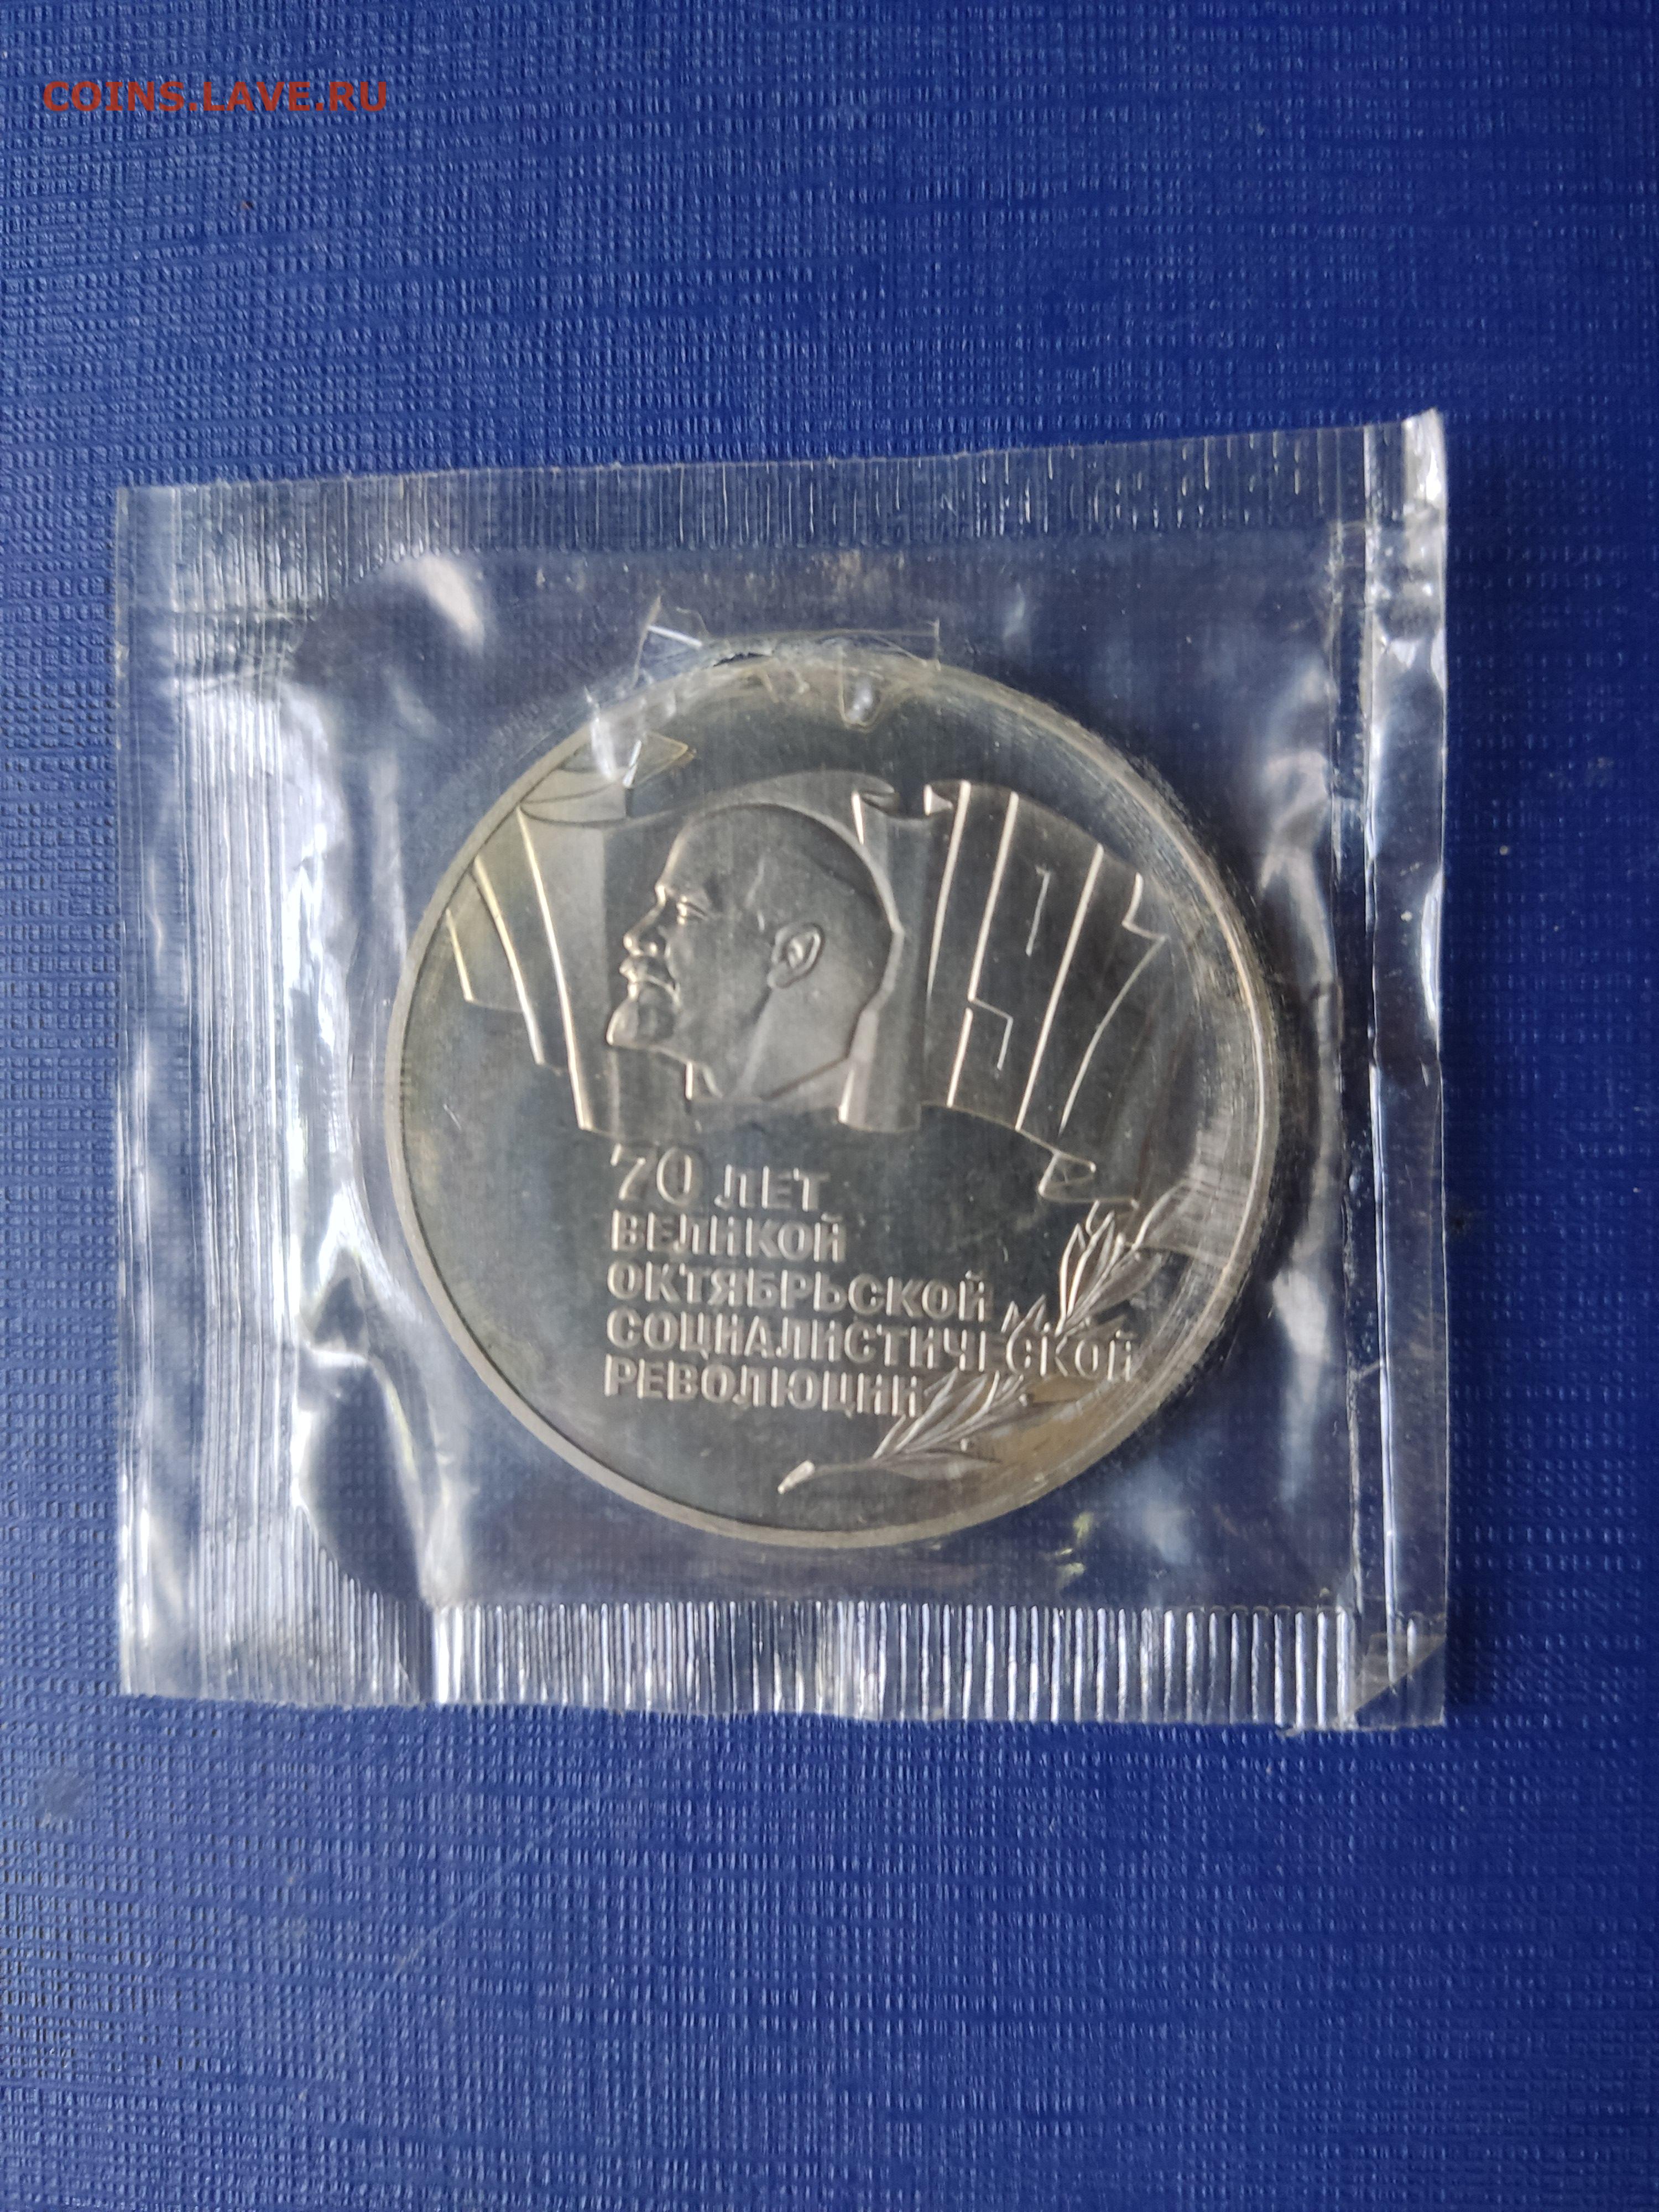 COINS.LAVE.RU
1917
70 ЛЕТ
ВЕЛИКОЙ
ОКТЯБРЬСКОЙ
СОЦИАЛИСТИЧЕСКОЙ
РЕВОЛЮЦИИ